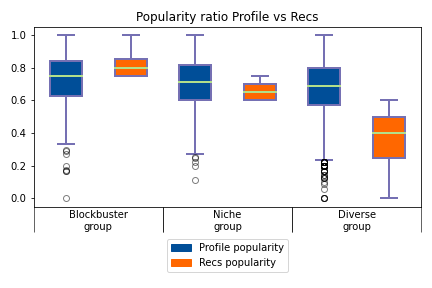 Popularity ratio Profile vs Recs
1.0
0.8
0.6
0.4
0.2
0.0
Blockbuster
group
Niche
group
Diverse
group
Profile popularity
Recs popularity